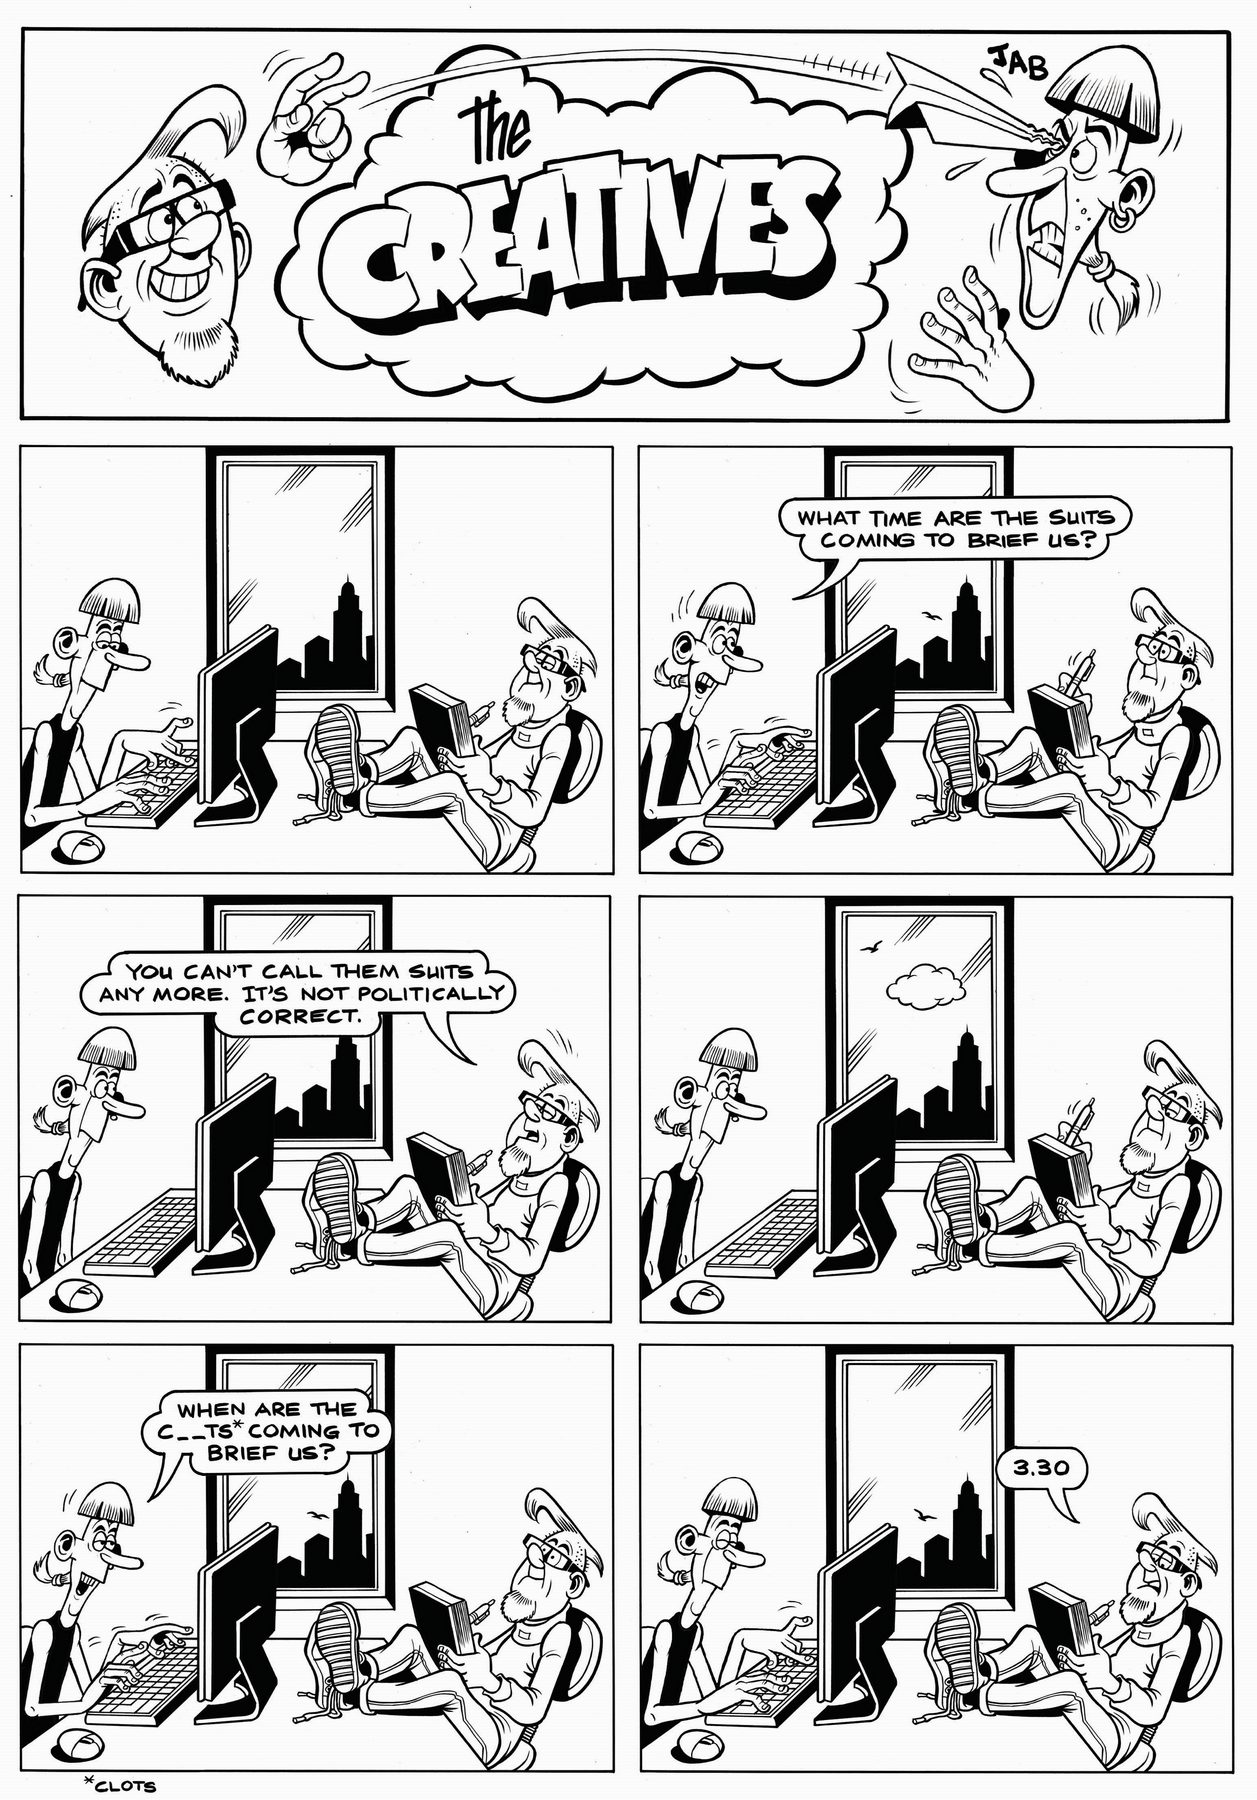 the
CREATIVES
JAB
WHAT TIME ARE THE SUITS
COMING TO BRIEF US?
YOU CAN'T CALL THEM SUITS
ANY MORE. IT'S NOT POLITICALLY
CORRECT.
WHEN ARE THE
C__TS* COMING TO
BRIEF US?
3.30
*CLOTS